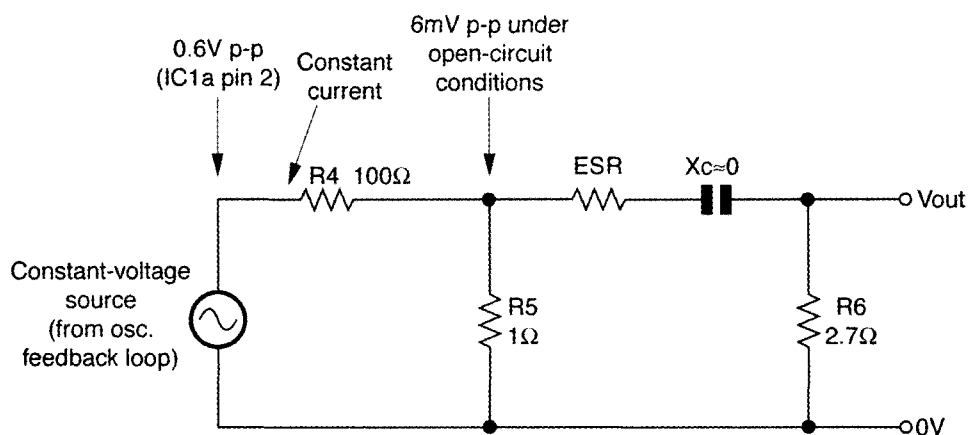 0.6V p-p
(IC1a pin 2)
Constant
current
6mV p-p under
open-circuit
conditions
R4 100Ω
ESR
Xc≈0
Vout
Constant-voltage
source
(from osc.
feedback loop)
R5
1Ω
R6
2.7Ω
0V